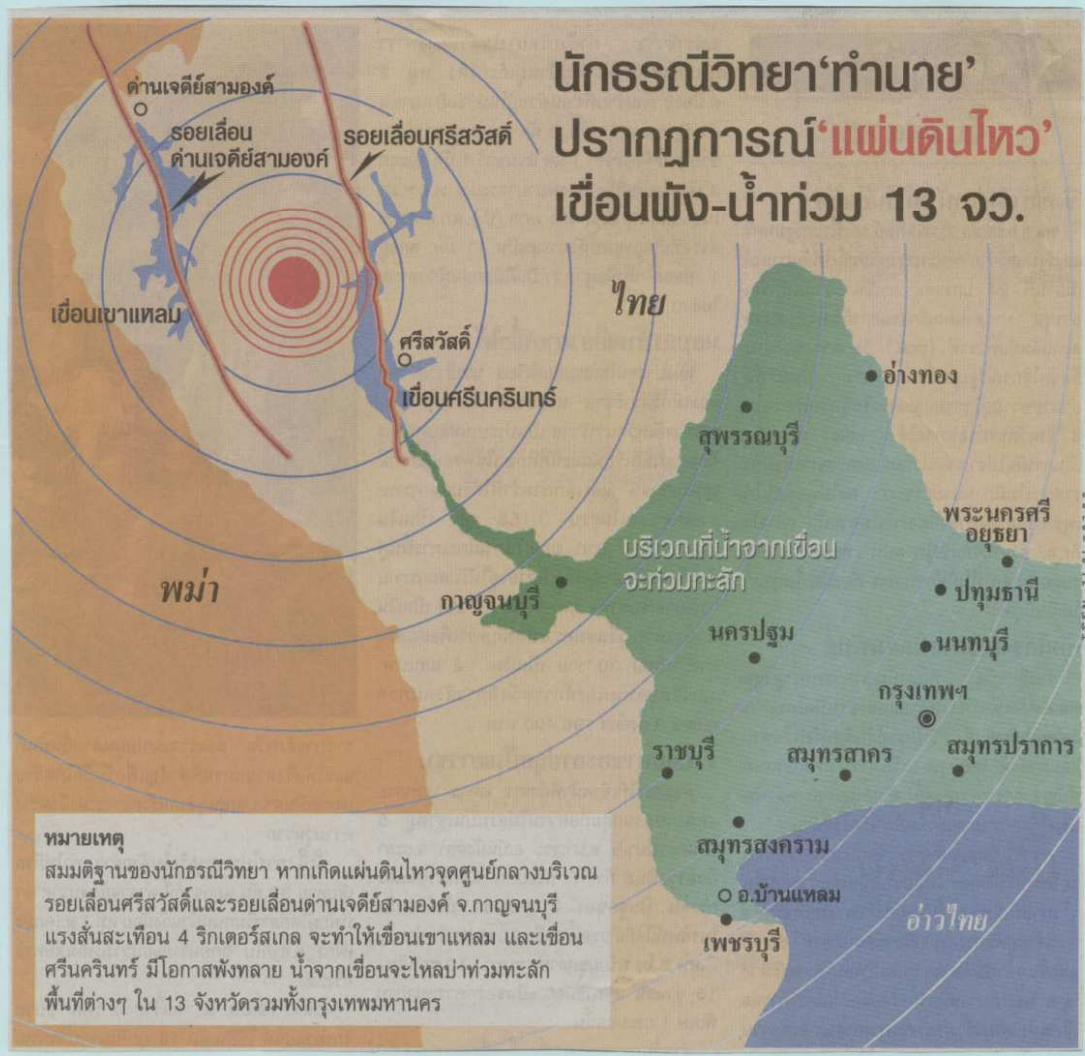 นักธรณีวิทยา‘ทำนาย’
ปรากฏการณ์‘แผ่นดินไหว’
เขื่อนพัง-น้ำท่วม 13 จว.
ด่านเจดีย์สามองค์
รอยเลื่อน
ด่านเจดีย์สามองค์
รอยเลื่อนศรีสวัสดิ์
เขื่อนเขาแหลม
ศรีสวัสดิ์
เขื่อนศรีนครินทร์
ไทย
อ่างทอง
สุพรรณบุรี
พระนครศรี
อยุธยา
บริเวณที่น้ำจากเขื่อน
จะท่วมทะลัก
พม่า
กาญจนบุรี
ปทุมธานี
นครปฐม
นนทบุรี
กรุงเทพฯ
ราชบุรี
สมุทรสาคร
สมุทรปราการ
สมุทรสงคราม
อ.บ้านแหลม
เพชรบุรี
อ่าวไทย
หมายเหตุ
สมมติฐานของนักธรณีวิทยา หากเกิดแผ่นดินไหวจุดศูนย์กลางบริเวณ
รอยเลื่อนศรีสวัสดิ์และรอยเลื่อนด่านเจดีย์สามองค์ จ.กาญจนบุรี
แรงสั่นสะเทือน 4 ริกเตอร์สเกล จะทำให้เขื่อนเขาแหลม และเขื่อน
ศรีนครินทร์ มีโอกาสพังทลาย น้ำจากเขื่อนจะไหลบ่าท่วมทะลัก
พื้นที่ต่างๆ ใน 13 จังหวัดรวมทั้งกรุงเทพมหานคร